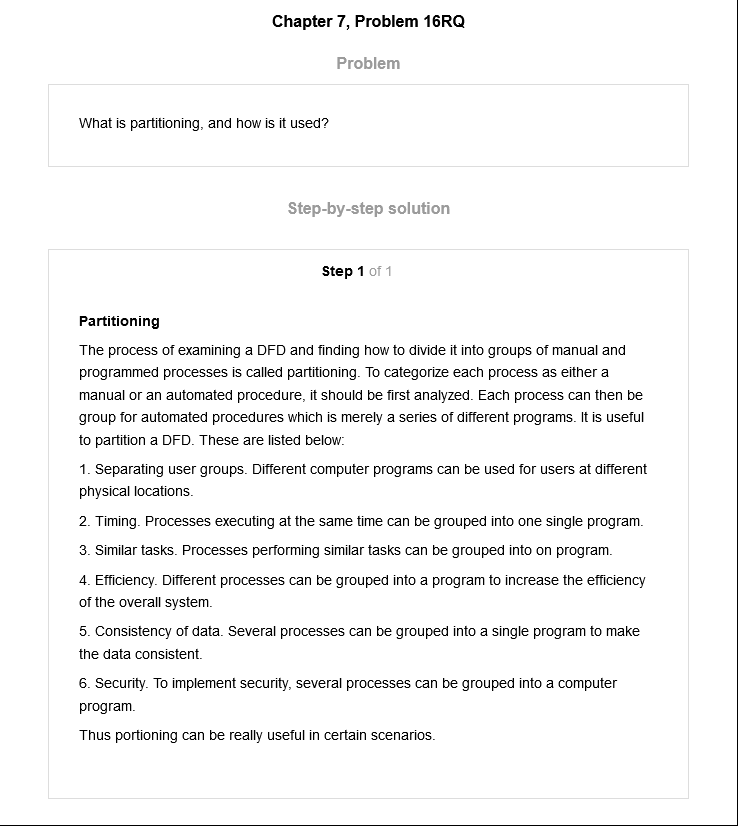 Chapter 7, Problem 16RQ
Problem
What is partitioning, and how is it used?
Step-by-step solution
Step 1 of 1
Partitioning
The process of examining a DFD and finding how to divide it into groups of manual and
programmed processes is called partitioning. To categorize each process as either a
manual or an automated procedure, it should be first analyzed. Each process can then be
group for automated procedures which is merely a series of different programs. It is useful
to partition a DFD. These are listed below:
1. Separating user groups. Different computer programs can be used for users at different
physical locations.
2. Timing. Processes executing at the same time can be grouped into one single program.
3. Similar tasks. Processes performing similar tasks can be grouped into on program.
4. Efficiency. Different processes can be grouped into a program to increase the efficiency
of the overall system.
5. Consistency of data. Several processes can be grouped into a single program to make
the data consistent.
6. Security. To implement security, several processes can be grouped into a computer
program.
Thus portioning can be really useful in certain scenarios.